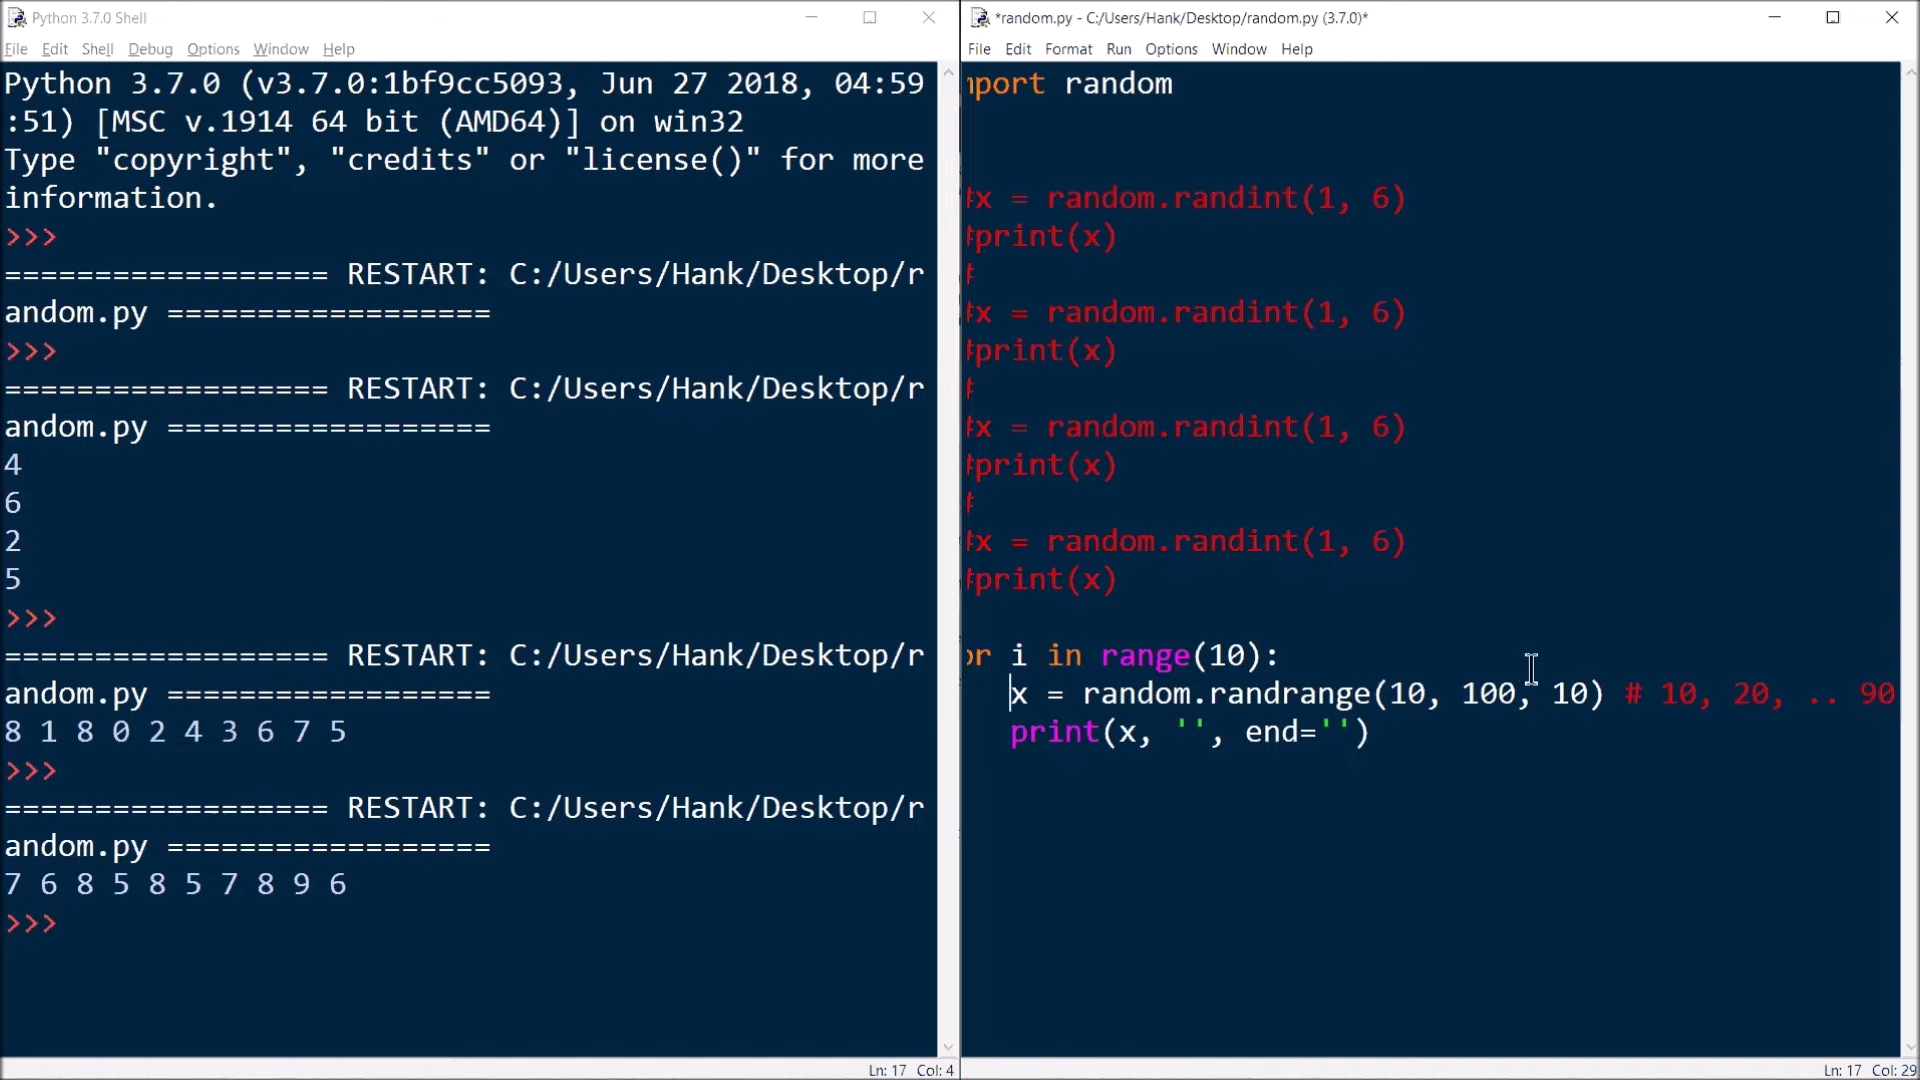 Python 3.7.0 Shell
File Edit Shell Debug Options Window Help
Python 3.7.0 (v3.7.0:1bf9cc5093, Jun 27 2018, 04:59
:51) [MSC v.1914 64 bit (AMD64)] on win32
Type "copyright", "credits" or "license()" for more
information.
>>>
================== RESTART: C:/Users/Hank/Desktop/r
andom.py ==================
>>>
================== RESTART: C:/Users/Hank/Desktop/r
andom.py ==================
4
6
2
5
>>>
================== RESTART: C:/Users/Hank/Desktop/r
andom.py ==================
8 1 8 0 2 4 3 6 7 5
>>>
================== RESTART: C:/Users/Hank/Desktop/r
andom.py ==================
7 6 8 5 8 5 7 8 9 6
>>>
Ln: 17 Col: 4
*random.py - C:/Users/Hank/Desktop/random.py (3.7.0)*
File Edit Format Run Options Window Help
mport random
#x = random.randint(1, 6)
#print(x)
#
#x = random.randint(1, 6)
#print(x)
#
#x = random.randint(1, 6)
#print(x)
#
#x = random.randint(1, 6)
#print(x)
or i in range(10):
x = random.randrange(10, 100, 10) # 10, 20, .. 90
print(x, '', end='')
Ln: 17 Col: 29